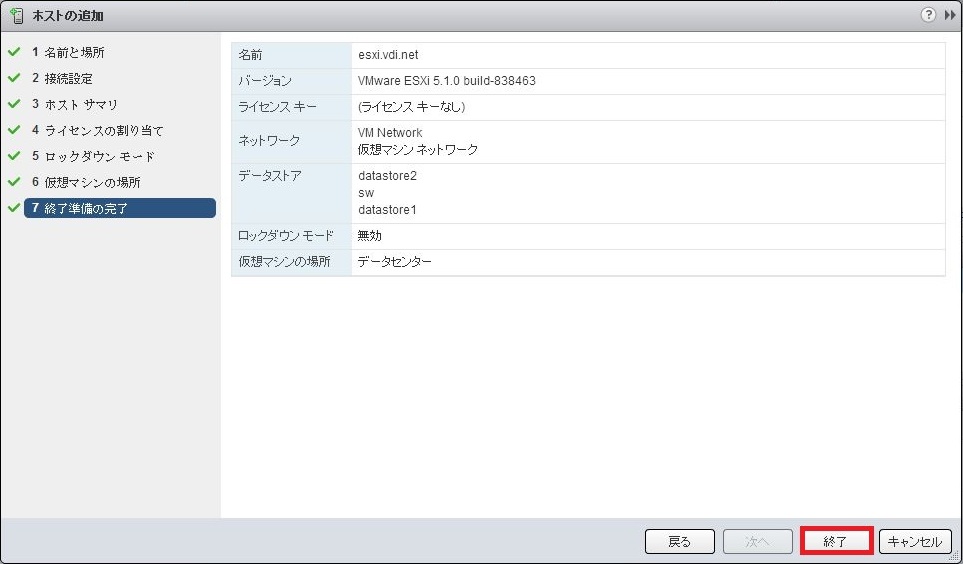 ホストの追加
?
1 名前と場所
2 接続設定
3 ホスト サマリ
4 ライセンスの割り当て
5 ロックダウン モード
6 仮想マシンの場所
7 終了準備の完了
名前 esxi.vdi.net
バージョン VMware ESXi 5.1.0 build-838463
ライセンス キー (ライセンス キーなし)
ネットワーク VM Network
仮想マシン ネットワーク
データストア datastore2
sw
datastore1
ロックダウン モード 無効
仮想マシンの場所 データセンター
戻る 次へ 終了 キャンセル